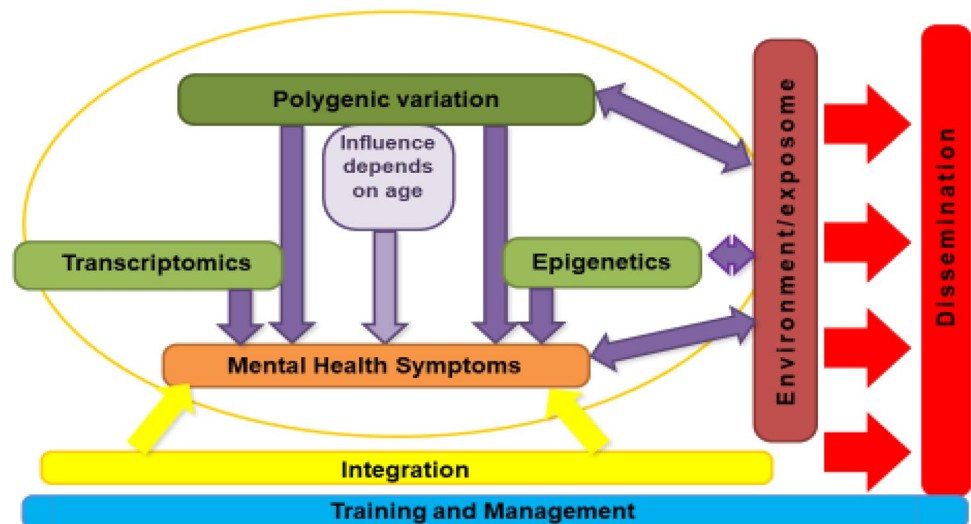 Polygenic variation
Influence
depends
on age
Transcriptomics
Epigenetics
Mental Health Symptoms
Integration
Training and Management
Environment/exposome
Dissemination